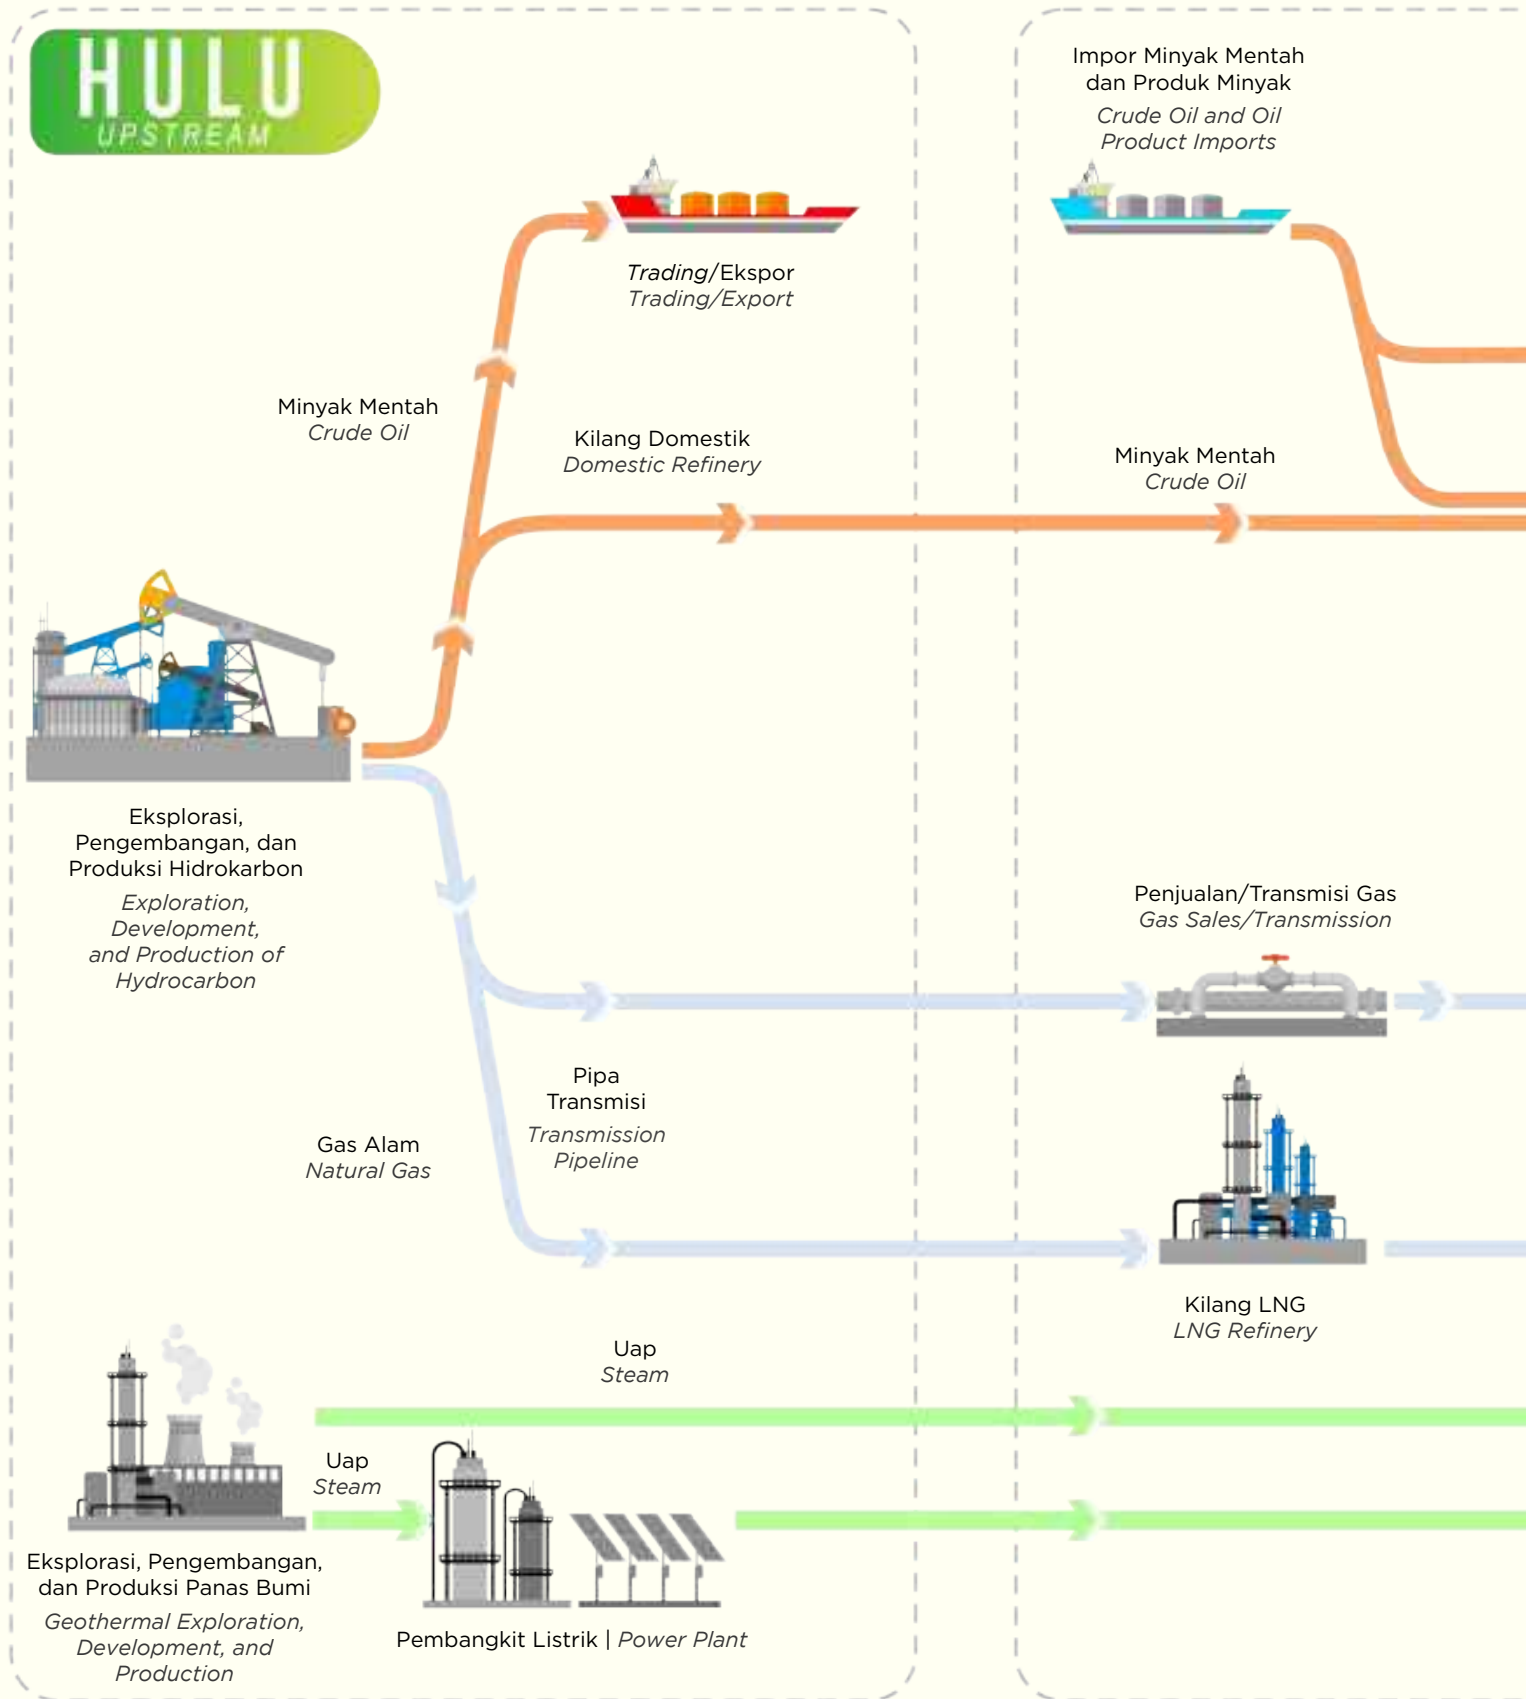 HULU
UPSTREAM
Impor Minyak Mentah
dan Produk Minyak
Crude Oil and Oil
Product Imports
Trading/Ekspor
Trading/Export
Minyak Mentah
Crude Oil
Kilang Domestik
Domestic Refinery
Minyak Mentah
Crude Oil
Eksplorasi,
Pengembangan, dan
Produksi Hidrokarbon
Exploration,
Development,
and Production of
Hydrocarbon
Penjualan/Transmisi Gas
Gas Sales/Transmission
Pipa
Transmisi
Transmission
Pipeline
Gas Alam
Natural Gas
Kilang LNG
LNG Refinery
Uap
Steam
Uap
Steam
Eksplorasi, Pengembangan,
dan Produksi Panas Bumi
Geothermal Exploration,
Development, and
Production
Pembangkit Listrik | Power Plant